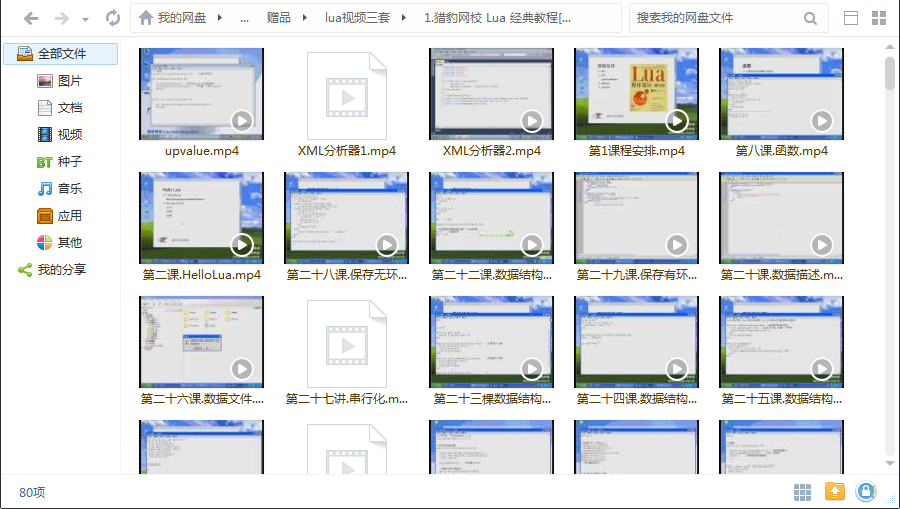 我的网盘 ▸ ... 赠品 ▸ lua视频三套 ▸ 1.猎豹网校 Lua 经典教程[...
搜索我的网盘文件
全部文件
图片
文档
视频
BT 种子
音乐
应用
其他
我的分享
upvalue.mp4
XML分析器1.mp4
XML分析器2.mp4
Lua
第1课程安排.mp4
第八课.函数.mp4
Hello Lua
第二课.HelloLua.mp4
第二十八课.保存无环...
第二十二课.数据结构...
第二十九课.保存有环...
第二十课.数据描述.m...
第二十六课.数据文件....
第二十七讲.串行化.m...
第二十三棵数据结构...
第二十四课.数据结构...
第二十五课.数据结构...
80项